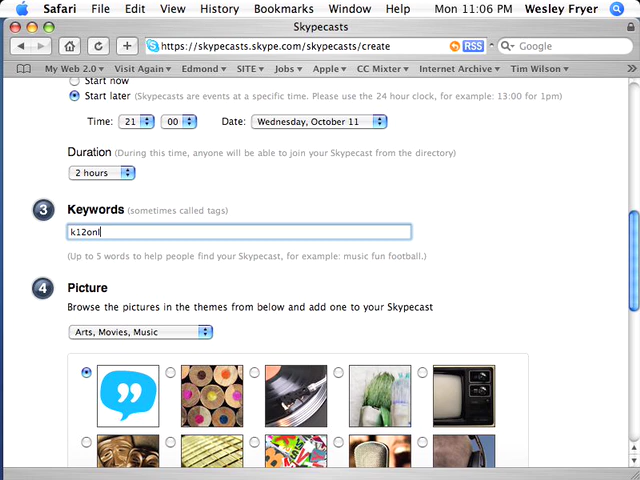 Safari File Edit View History Bookmarks Window Help Mon 11:06 PM Wesley Fryer
Skypecasts
https://skypecasts.skype.com/skypecasts/create RSS Google
My Web 2.0 Visit Again Edmond SITE Jobs Apple CC Mixter Internet Archive Tim Wilson
Start now
Start later (Skypecasts are events at a specific time. Please use the 24 hour clock, for example: 13:00 for 1pm)
Time: 21 00 Date: Wednesday, October 11
Duration (During this time, anyone will be able to join your Skypecast from the directory)
2 hours
3 Keywords (sometimes called tags)
k12onl
(Up to 5 words to help people find your Skypecast, for example: music fun football.)
4 Picture
Browse the pictures in the themes from below and add one to your Skypecast
Arts, Movies, Music